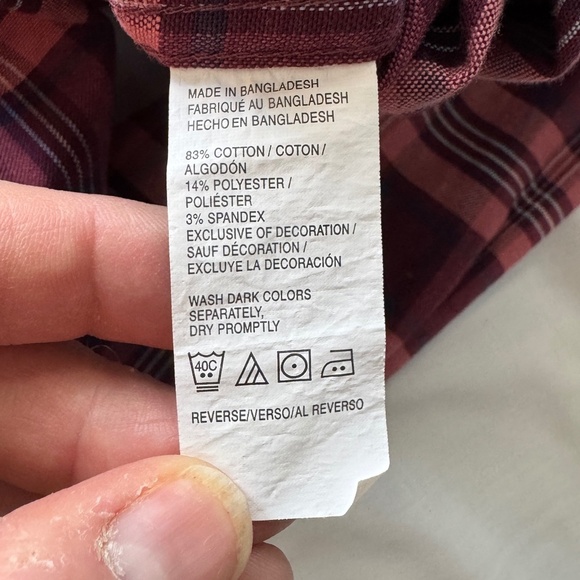 MADE IN BANGLADESH
FABRIQUÉ AU BANGLADESH
HECHO EN BANGLADESH
83% COTTON / COTON /
ALGODÓN
14% POLYESTER /
POLIÉSTER
3% SPANDEX
EXCLUSIVE OF DECORATION /
SAUF DÉCORATION /
EXCLUYE LA DECORACIÓN
WASH DARK COLORS
SEPARATELY,
DRY PROMPTLY
40C
REVERSE/VERSO/AL REVERSO